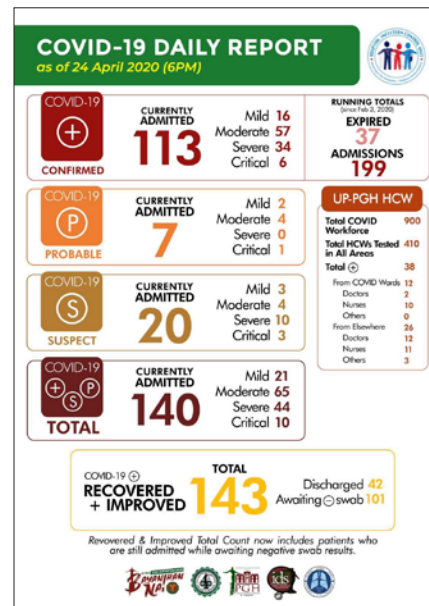 COVID-19 DAILY REPORT
as of 24 April 2020 (6PM)
COVID-19
CONFIRMED
CURRENTLY
ADMITTED
113
Mild 16
Moderate 57
Severe 34
Critical 6
RUNNING TOTALS
(since Feb 3, 2020)
EXPIRED
37
ADMISSIONS
199
COVID-19
P
PROBABLE
CURRENTLY
ADMITTED
7
Mild 2
Moderate 4
Severe 0
Critical 1
COVID-19
S
SUSPECT
CURRENTLY
ADMITTED
20
Mild 3
Moderate 4
Severe 10
Critical 3
COVID-19
+ S P
TOTAL
CURRENTLY
ADMITTED
140
Mild 21
Moderate 65
Severe 44
Critical 10
UP-PGH HCW
Total COVID 900
Workforce
Total HCWs Tested 410
in All Areas
Total + 38
From COVID Wards 12
Doctors 2
Nurses 10
Others 0
From Elsewhere 26
Doctors 12
Nurses 11
Others 3
COVID-19 +
RECOVERED
+ IMPROVED
TOTAL
143
Discharged 42
Awaiting - swab 101
Revovered & Improved Total Count now includes patients who
are still admitted while awaiting negative swab results.
BAYANIHAN
NA!
PGH
ids